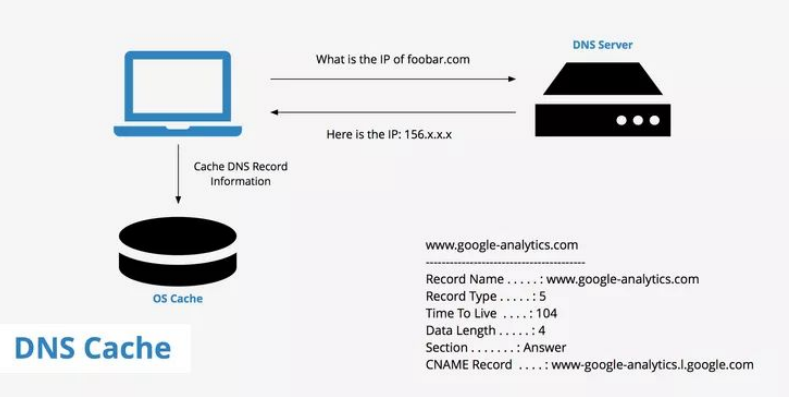 DNS Server
What is the IP of foobar.com
Here is the IP: 156.x.x.x
Cache DNS Record
Information
OS Cache
DNS Cache
www.google-analytics.com
----------------------------------------
Record Name . . . . . : www.google-analytics.com
Record Type . . . . . : 5
Time To Live . . . . : 104
Data Length . . . . . : 4
Section . . . . . . . : Answer
CNAME Record . . . . : www-google-analytics.l.google.com